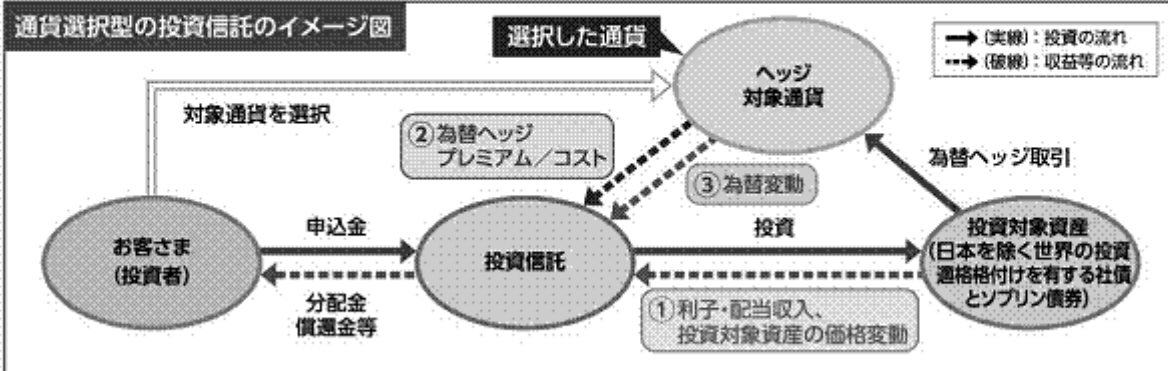 通貨選択型の投資信託のイメージ図
選択した通貨
(実線):投資の流れ
(破線):収益等の流れ
ヘッジ
対象通貨
対象通貨を選択
②為替ヘッジ
プレミアム/コスト
③為替変動
為替ヘッジ取引
お客さま
(投資者)
申込金
分配金
償還金等
投資信託
投資
①利子・配当収入、
投資対象資産の価格変動
投資対象資産
(日本を除く世界の投資
適格格付けを有する社債
とソブリン債券)